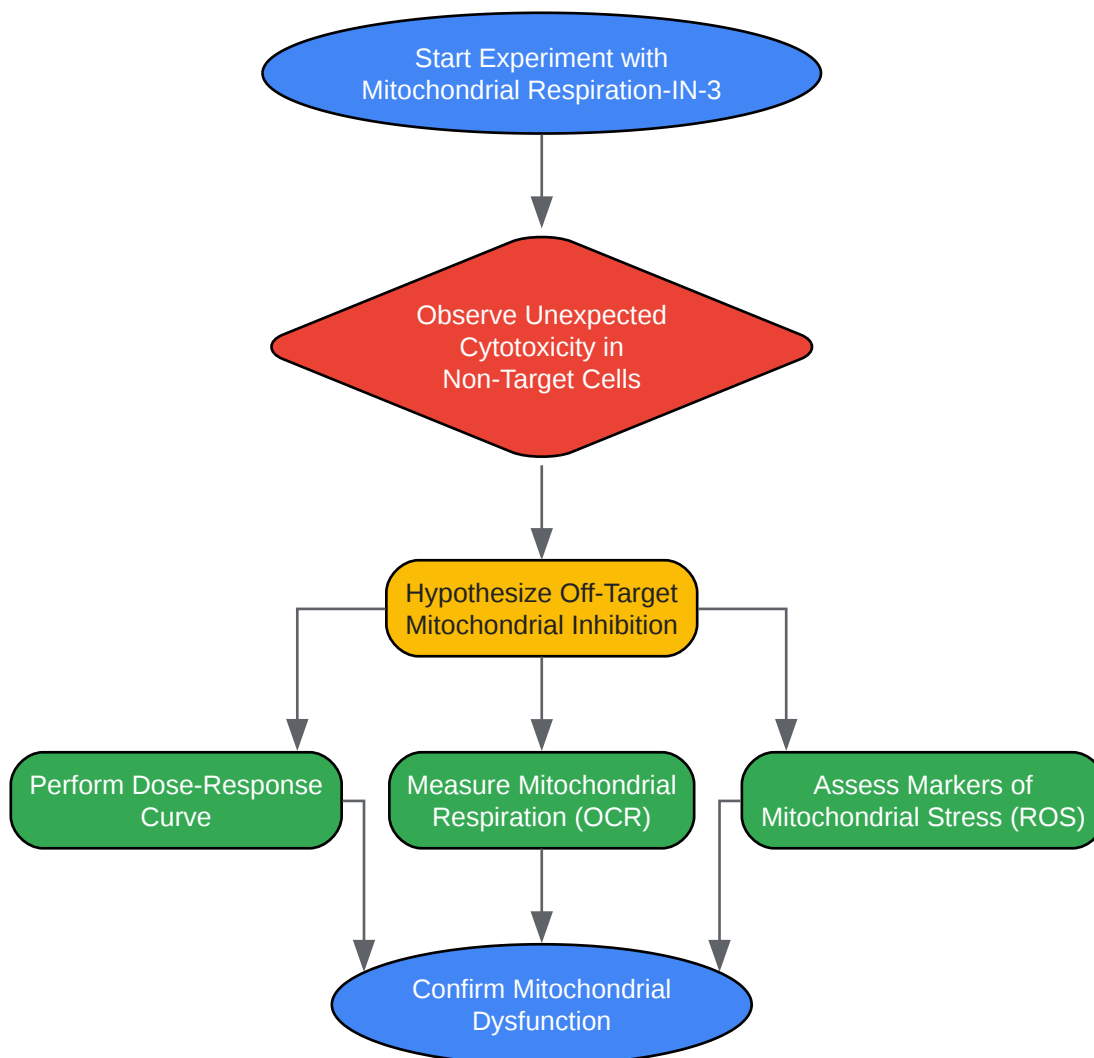 Start Experiment with
Mitochondrial Respiration-IN-3
Observe Unexpected
Cytotoxicity in
Non-Target Cells
Hypothesize Off-Target
Mitochondrial Inhibition
Perform Dose-Response
Curve
Measure Mitochondrial
Respiration (OCR)
Assess Markers of
Mitochondrial Stress (ROS)
Confirm Mitochondrial
Dysfunction